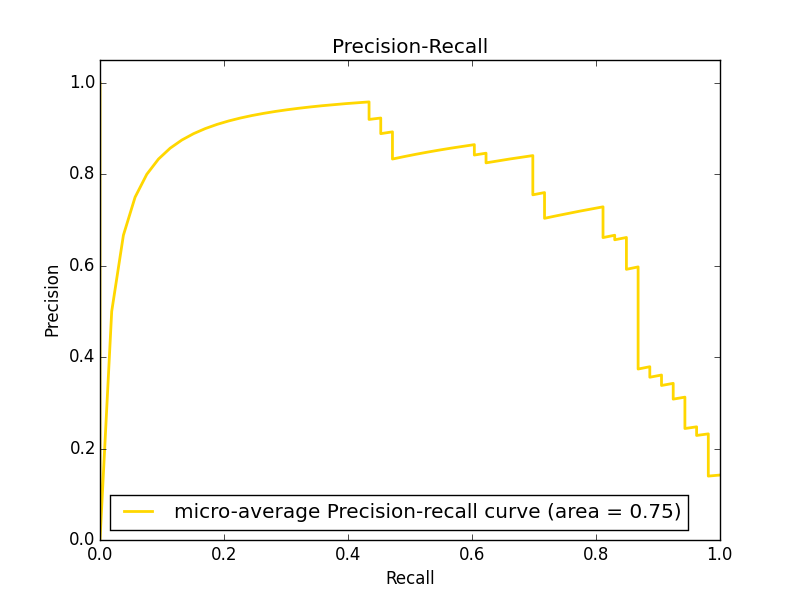 Precision-Recall
1.0
0.8
0.6
0.4
0.2
0.0
Precision
micro-average Precision-recall curve (area = 0.75)
0.0 0.2 0.4 0.6 0.8 1.0
Recall